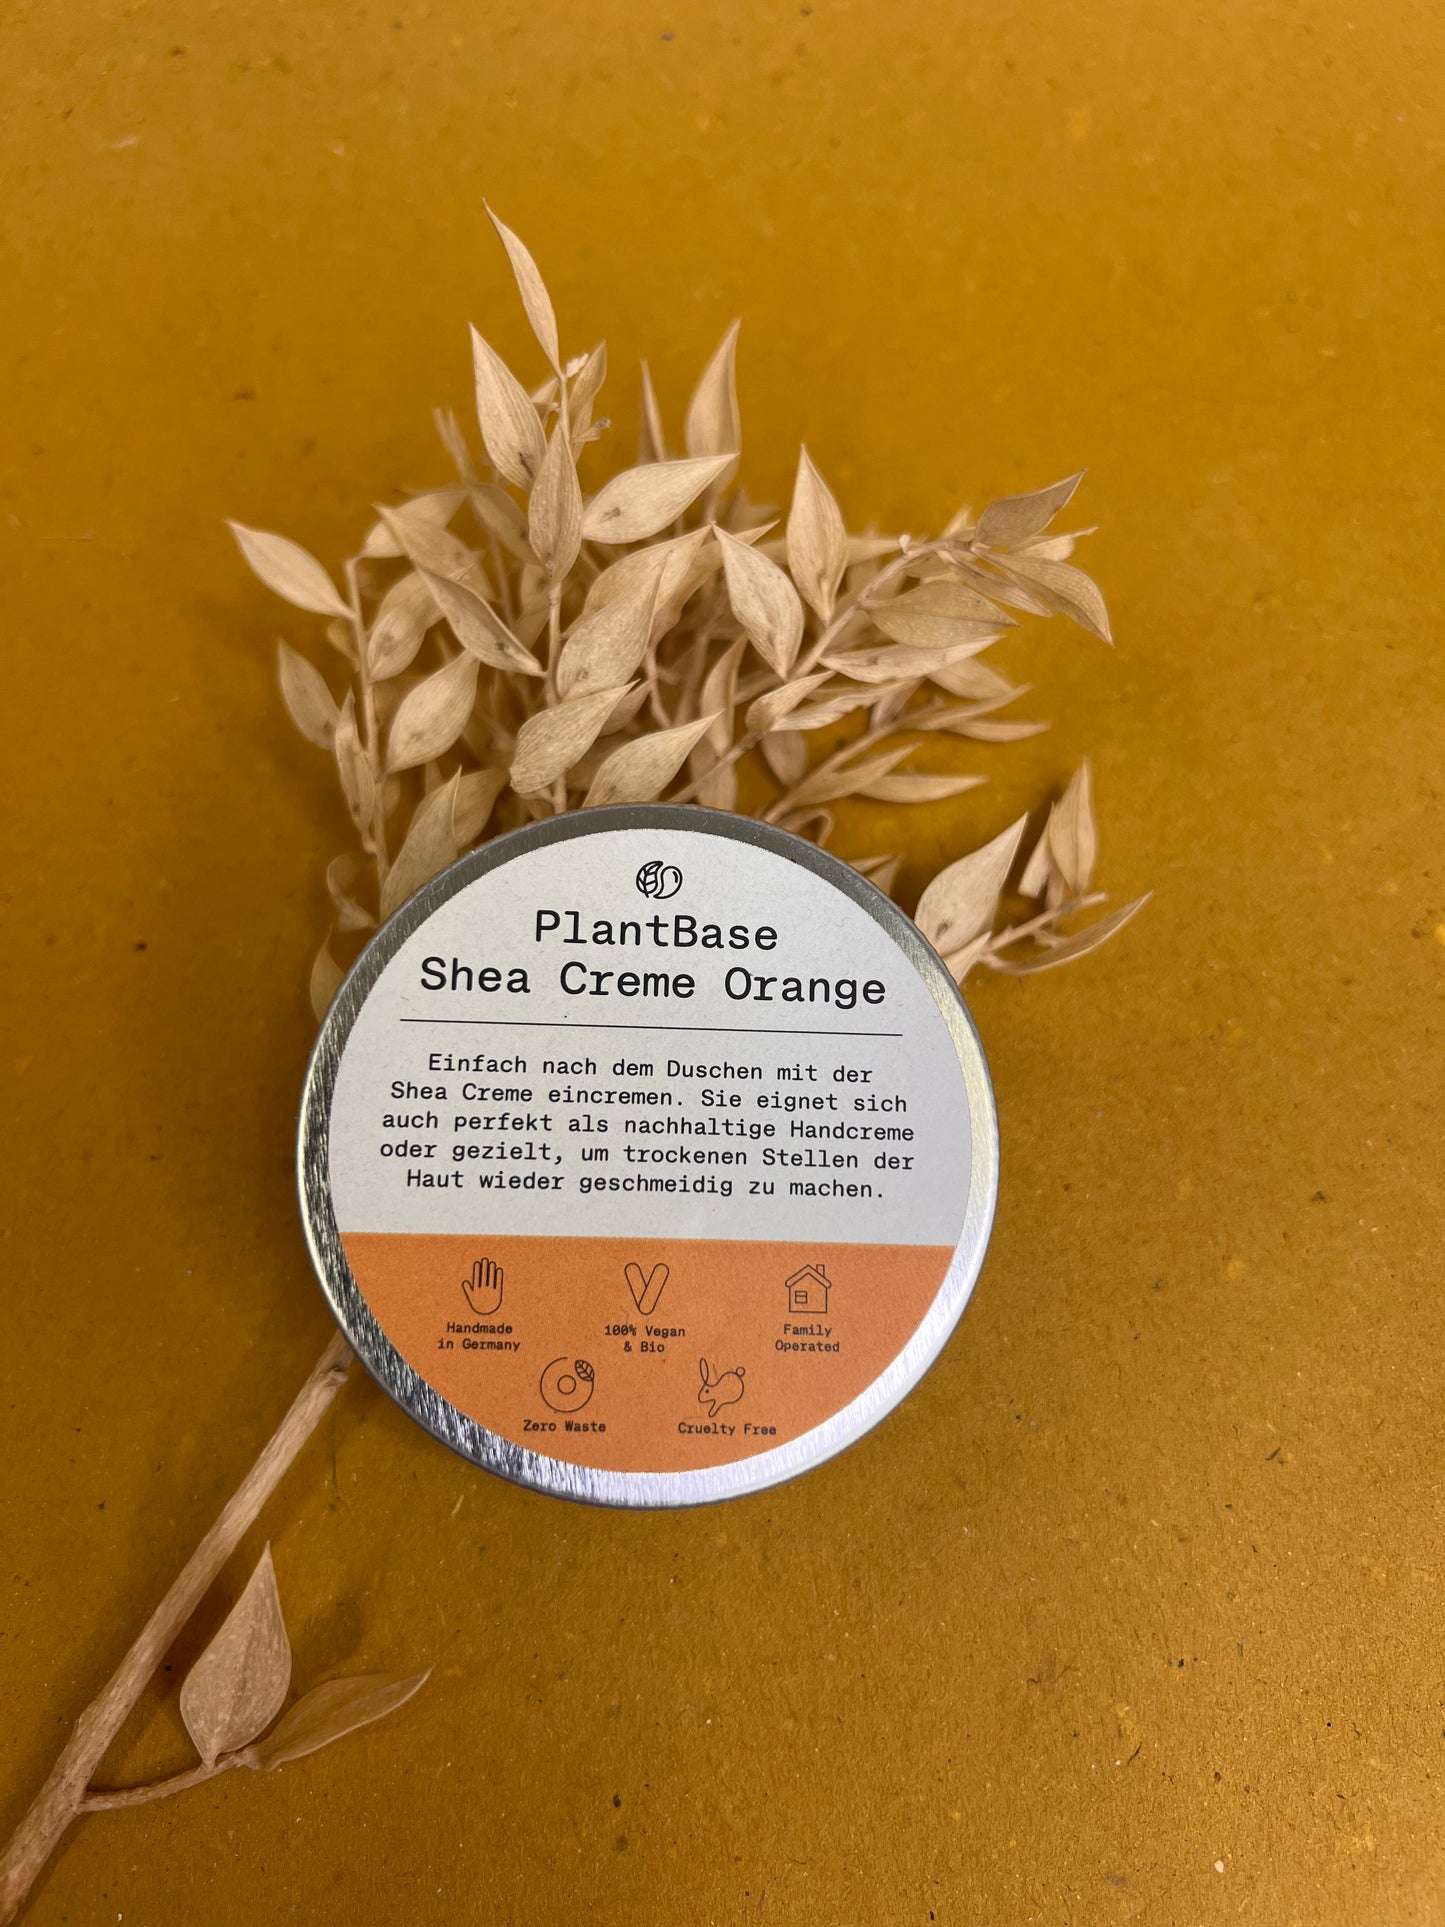 PlantBase
Shea Creme Orange
Einfach nach dem Duschen mit der
Shea Creme eincremen. Sie eignet sich
auch perfekt als nachhaltige Handcreme
oder gezielt, um trockenen Stellen der
Haut wieder geschmeidig zu machen.
Handmade
in Germany
100% Vegan
& Bio
Family
Operated
Zero Waste
Cruelty Free